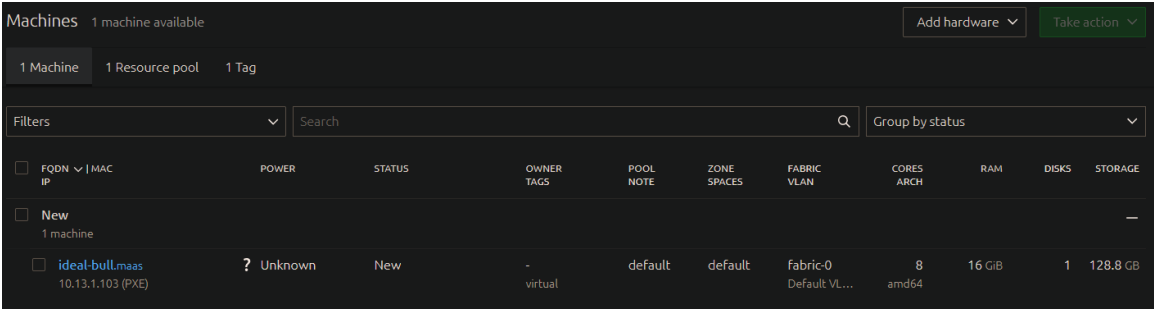 Machines 1 machine available Add hardware Take action
1 Machine 1 Resource pool 1 Tag
Filters Search Group by status
FQDN | MAC POWER STATUS OWNER POOL ZONE FABRIC CORES RAM DISKS STORAGE
IP TAGS NOTE SPACES VLAN ARCH
New
1 machine
ideal-bull.maas ? Unknown New - default default fabric-0 8 16 GiB 1 128.8 GB
10.13.1.103 (PXE) virtual Default VL... amd64